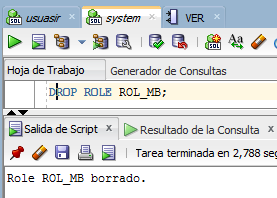 usuasir
system
VER
Hoja de Trabajo
Generador de Consultas
DROP ROLE ROL_MB;
Salida de Script
Resultado de la Consulta
Tarea terminada en 2,788 seg
Role ROL_MB borrado.